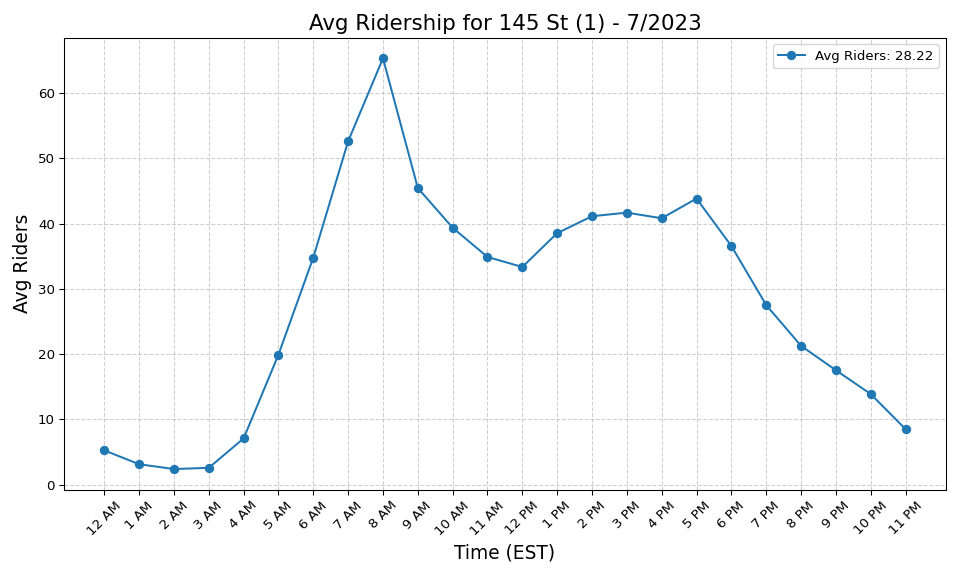 Avg Ridership for 145 St (1) - 7/2023
Avg Riders: 28.22
Avg Riders
60
50
40
30
20
10
0
12 AM
1 AM
2 AM
3 AM
4 AM
5 AM
6 AM
7 AM
8 AM
9 AM
10 AM
11 AM
12 PM
1 PM
2 PM
3 PM
4 PM
5 PM
6 PM
7 PM
8 PM
9 PM
10 PM
11 PM
Time (EST)